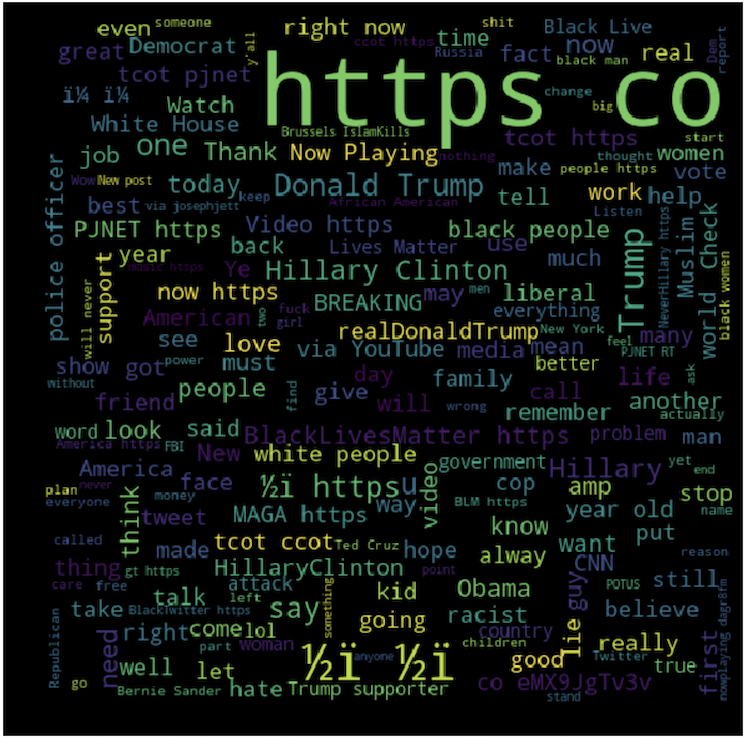 even
someone
right now
shit
Black Live
great
Democrat
y'all
ccot https
time
Russia
fact
now
black man
real
Dem
report
tcot pjnet
https co
change
big
ï¼ ï¼
Watch
White House
Brussels IslamKills
tcot https
start
job
one
Thank
Now Playing
nothing
thought
women
people https
make
vote
Wow
New post
today
keep
Donald Trump
tell
work
help
best
via josephjett
African American
Listen
police officer
PJNET https
Video https
black people
back
Lives Matter
use
much
Trump
NeverHillary https
Muslim
world Check
black women
year
support
will never
music https
Ye
Hillary Clinton
now https
BREAKING
may
men
liberal
everything
American
two
fuck
girl
realDonaldTrump
New York
many
see
love
via YouTube
media
mean
feel
PJNET RT
show
got
power
must
better
without
people
find
give
day
family
call
life
ask
friend
will
wrong
remember
another
actually
word
look
said
BlackLivesMatter https
problem
man
America https
FBI
New
white people
government
Hillary
yet
end
America
face
½ï https
u
way
video
cop
amp
stop
plan
never
everyone
money
think
tweet
MAGA https
BLM https
year old
name
know
put
called
made
tcot ccot
Ted Cruz
hope
alway
want
reason
thing
gt https
HillaryClinton
point
CNN
care
free
attack
kid
Obama
POTUS
still
talk
left
something
guy
take
Blacktwitter https
say
going
racist
believe
Republican
need
right
come
lol
country
lie
really
first
nowplaying dagr8fm
part
woman
½ï ½ï
anyone
children
Twitter
well
let
good
true
go
Bernie Sander
hate
Trump supporter
co eMX9JgTv3v
stand